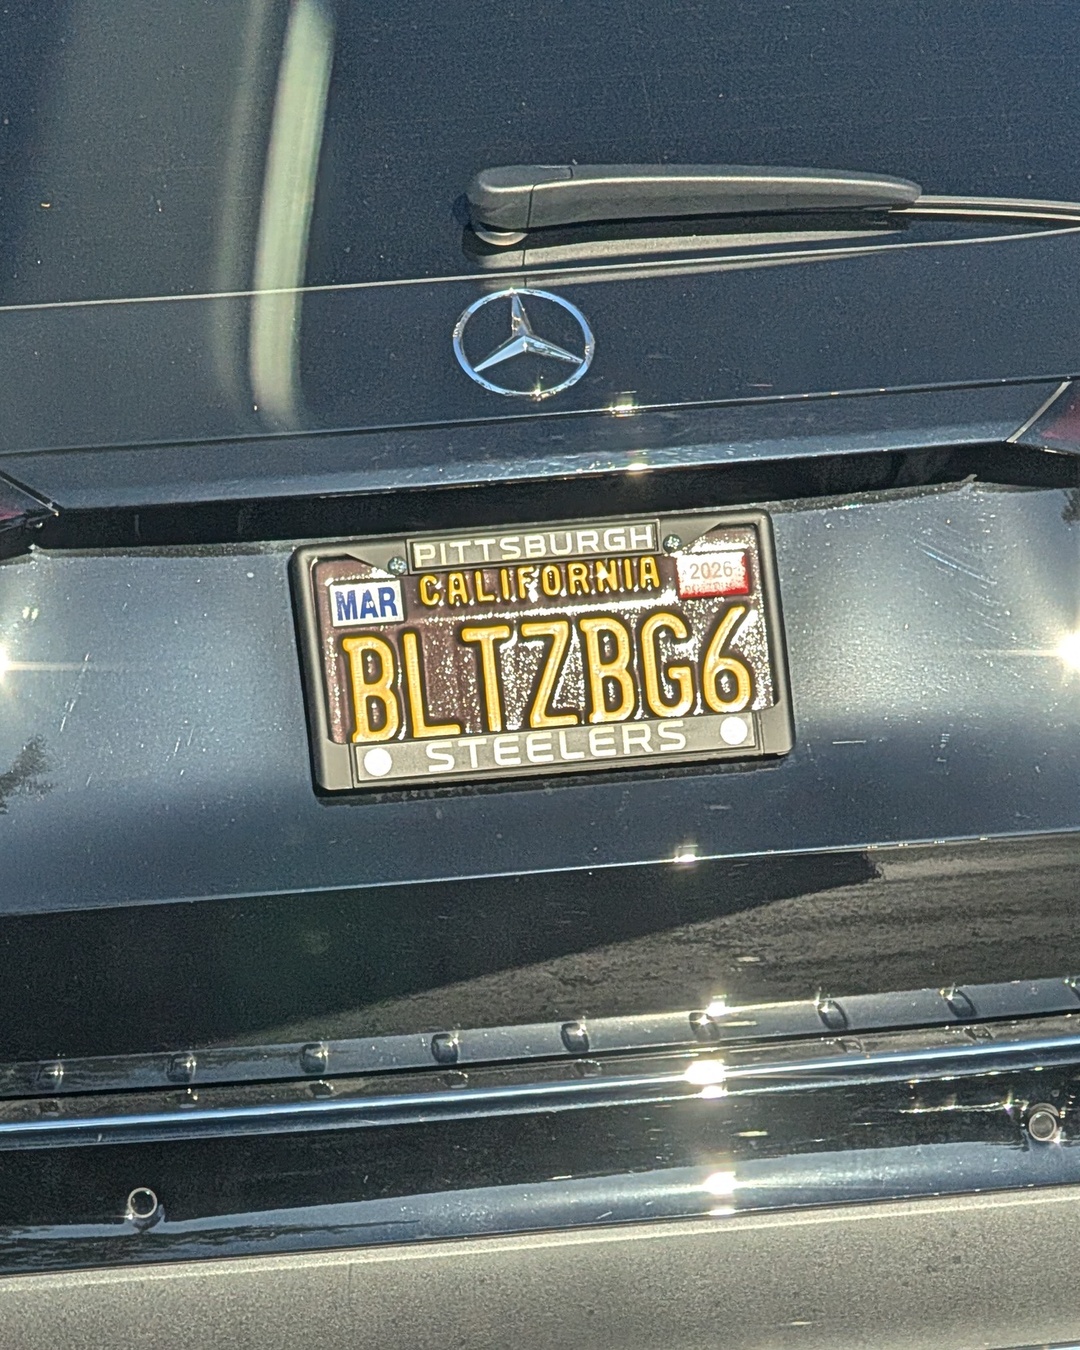 PITTSBURGH
CALIFORNIA
MAR
2026
BLTZBG6
STEELERS